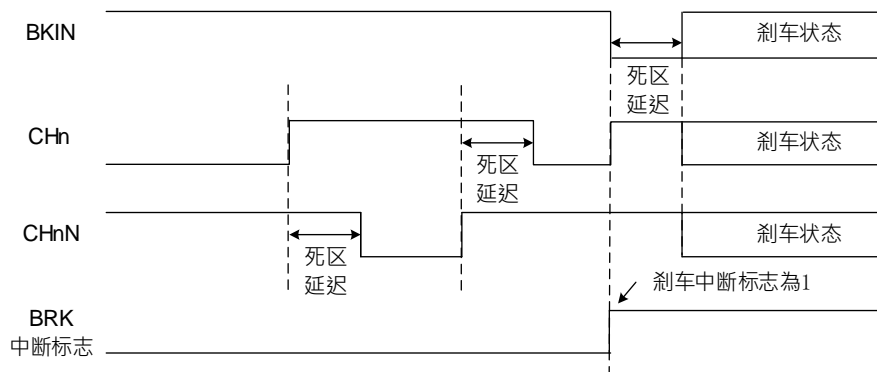 BKIN
刹车状态
死区
延迟
CHn
死区
延迟
刹车状态
CHnN
死区
延迟
刹车状态
刹车中断标志為1
BRK
中断标志